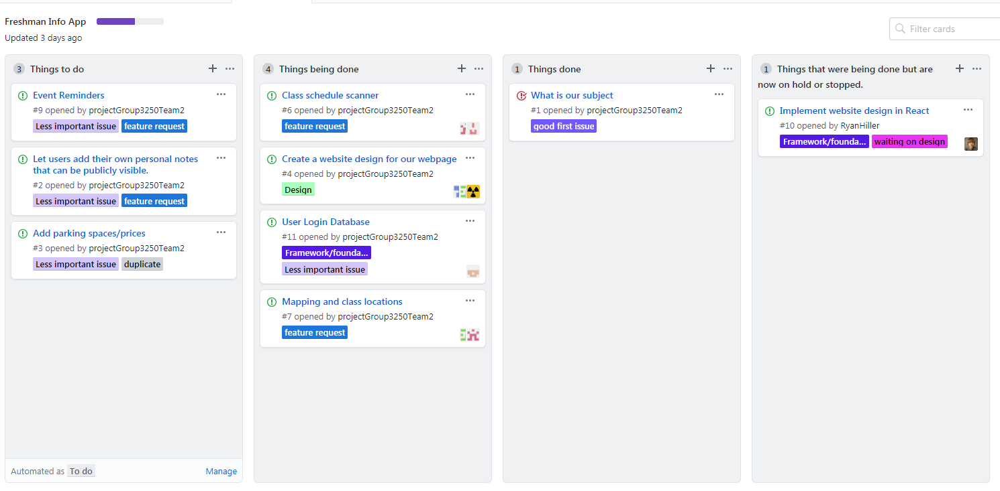 Freshman Info App
Updated 3 days ago
Filter cards
3 Things to do
Event Reminders
#9 opened by projectGroup3250Team2
Less important issue feature request
Let users add their own personal notes
that can be publicly visible.
#2 opened by projectGroup3250Team2
Less important issue feature request
Add parking spaces/prices
#3 opened by projectGroup3250Team2
Less important issue duplicate
Automated as To do Manage
4 Things being done
Class schedule scanner
#6 opened by projectGroup3250Team2
feature request
Create a website design for our webpage
#4 opened by projectGroup3250Team2
Design
User Login Database
#11 opened by projectGroup3250Team2
Framework/founda...
Less important issue
Mapping and class locations
#7 opened by projectGroup3250Team2
feature request
1 Things done
What is our subject
#1 opened by projectGroup3250Team2
good first issue
1 Things that were being done but are
now on hold or stopped.
Implement website design in React
#10 opened by RyanHiller
Framework/founda... waiting on design